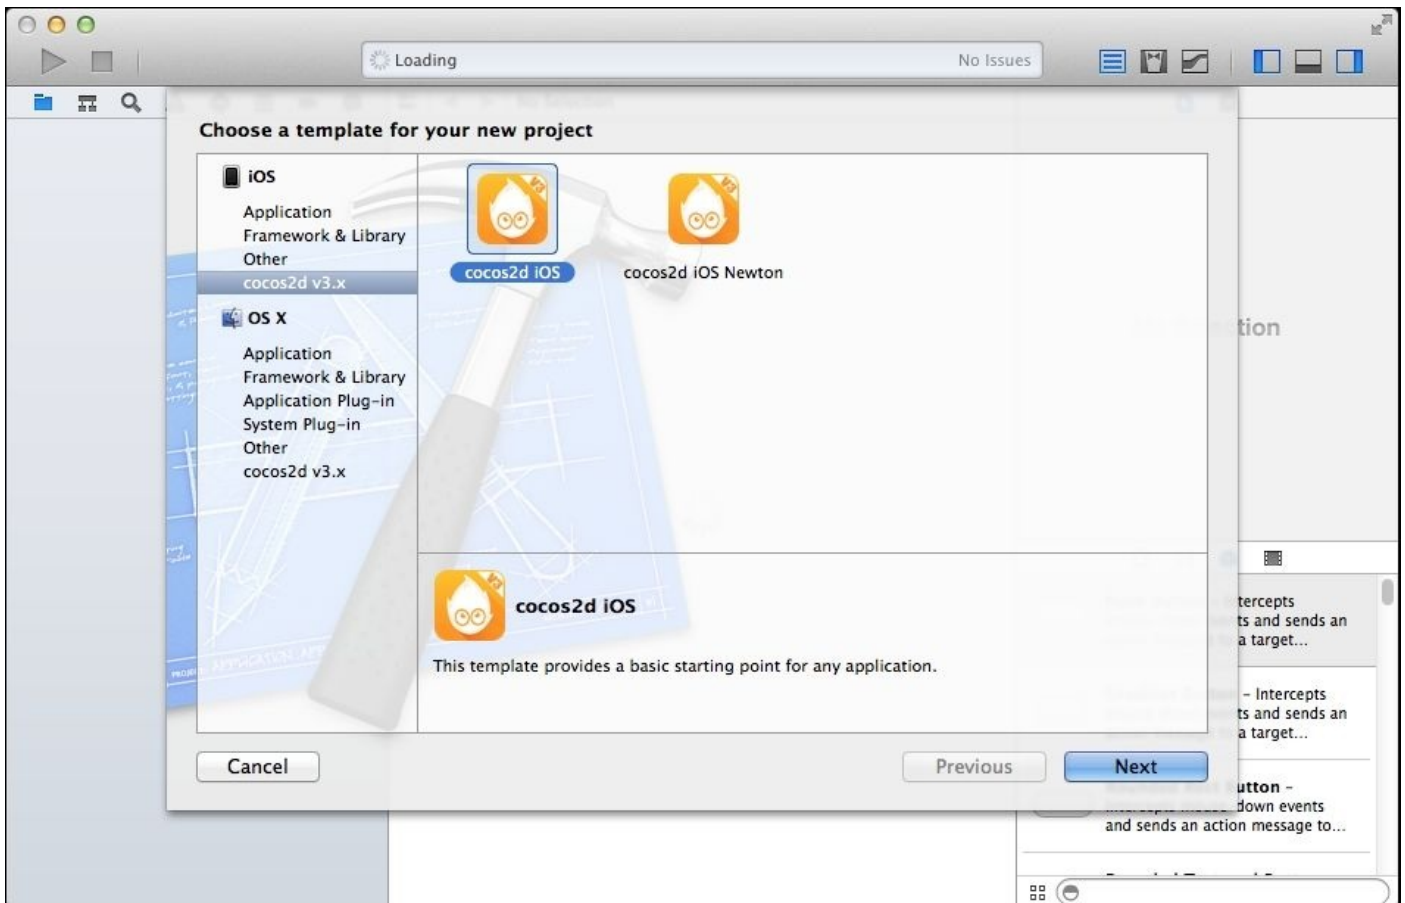 Loading
No Issues
Choose a template for your new project
iOS
Application
Framework & Library
Other
cocos2d v3.x
OS X
Application
Framework & Library
Application Plug-in
System Plug-in
Other
cocos2d v3.x
V3
V3
cocos2d iOS
cocos2d iOS Newton
V3
cocos2d iOS
This template provides a basic starting point for any application.
Cancel
Previous
Next
tion
tercepts
ts and sends an
a target...
- Intercepts
ts and sends an
a target...
utton -
down events
and sends an action message to...